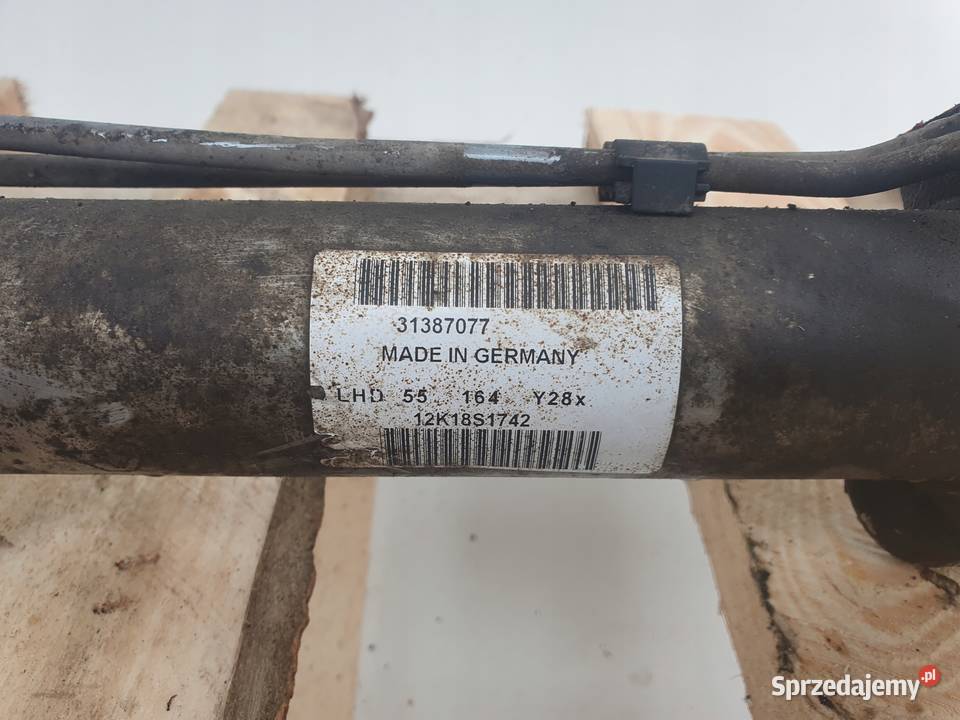 31387077
MADE IN GERMANY
LHD 55 164 Y28x
12K18S1742
Sprzedajemy.pl